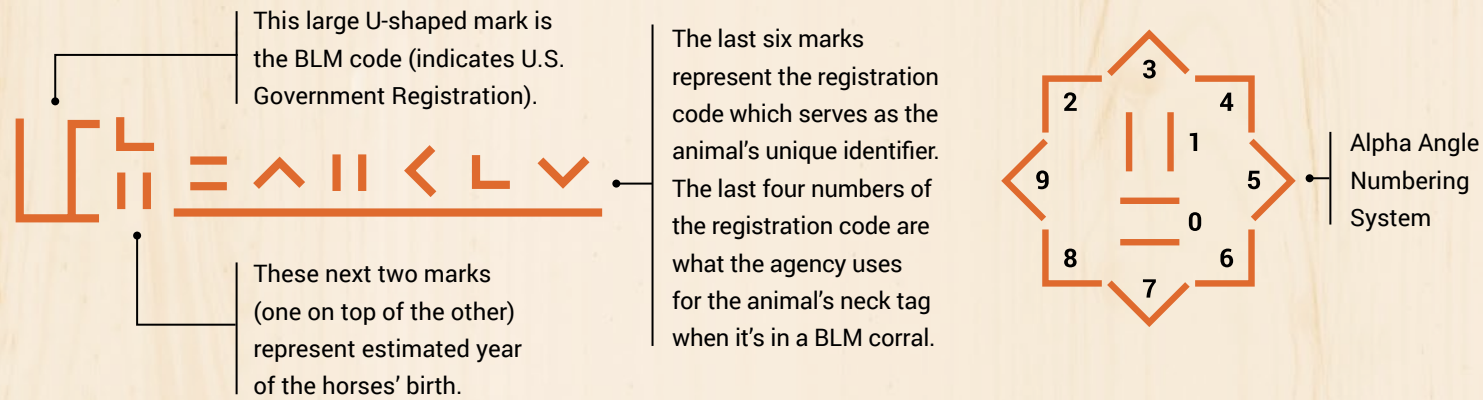 This large U-shaped mark is
the BLM code (indicates U.S.
Government Registration).
These next two marks
(one on top of the other)
represent estimated year
of the horses’ birth.
The last six marks
represent the registration
code which serves as the
animal’s unique identifier.
The last four numbers of
the registration code are
what the agency uses
for the animal’s neck tag
when it’s in a BLM corral.
3
2
4
1
9
5
0
8
6
7
Alpha Angle
Numbering
System